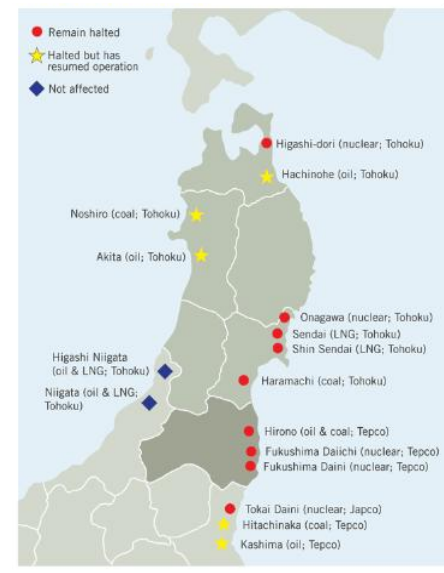 Remain halted
Halted but has
resumed operation
Not affected
Higashi-dori (nuclear; Tohoku)
Hachinohe (oil; Tohoku)
Noshiro (coal; Tohoku)
Akita (oil; Tohoku)
Onagawa (nuclear; Tohoku)
Sendai (LNG; Tohoku)
Shin Sendai (LNG; Tohoku)
Higashi Niigata
(oil & LNG; Tohoku)
Niigata (oil & LNG;
Tohoku)
Haramachi (coal; Tohoku)
Hirono (oil & coal; Tepco)
Fukushima Daiichi (nuclear; Tepco)
Fukushima Daini (nuclear; Tepco)
Tokai Daini (nuclear; Japco)
Hitachinaka (coal; Tepco)
Kashima (oil; Tepco)